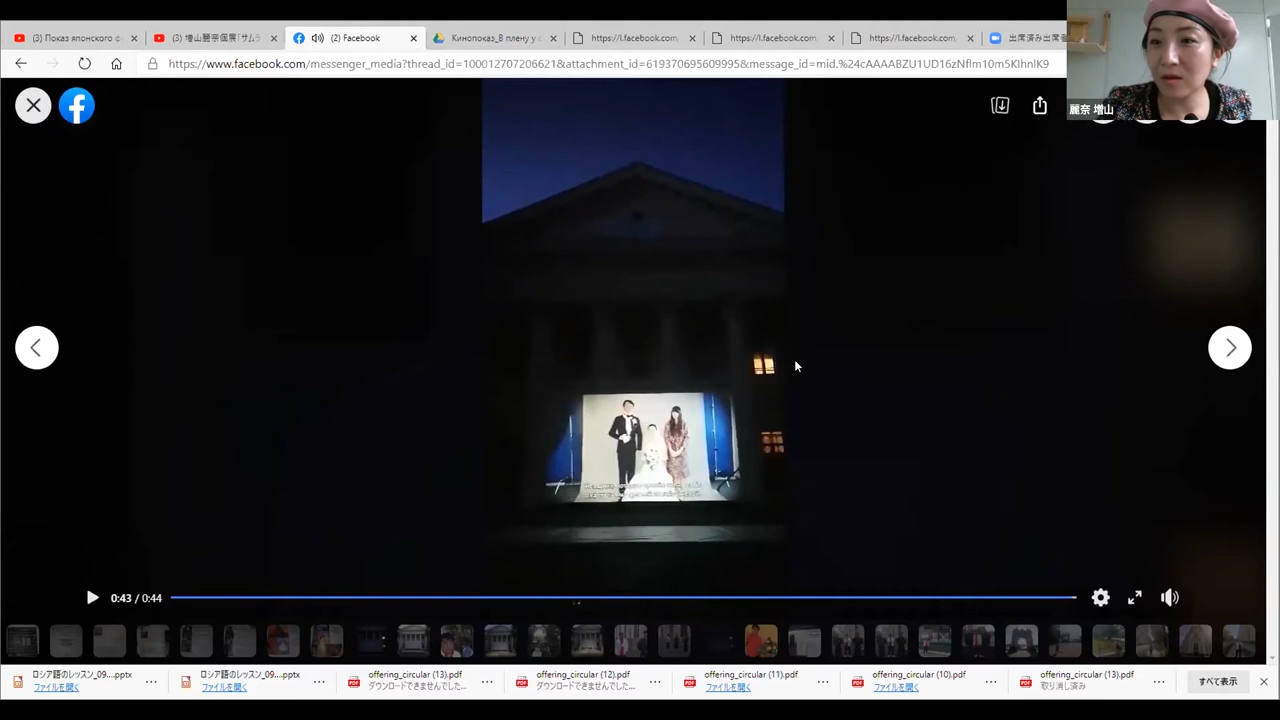 (3) Показ японского ф
(3) 増山麗奈個展「サムラ
(2) Facebook
Кинопоказ_В плену у с
https://l.facebook.com
https://l.facebook.com
https://l.facebook.com
出席済み出席者
https://www.facebook.com/messenger_media?thread_id=100012707206621&attachment_id=619370695609995&message_id=mid.%24cAAAABZU1UD16zNflm10m5KIhnlK9
麗奈 増山
0:43 / 0:44
ロシア語のレッスン_09....pptx
ファイルを開く
ロシア語のレッスン_09....pptx
ファイルを開く
offering_circular (13).pdf
ダウンロードできませんでした...
offering_circular (12).pdf
ダウンロードできませんでした...
offering_circular (11).pdf
ファイルを開く
offering_circular (10).pdf
ファイルを開く
offering_circular (13).pdf
取り消し済み
すべて表示